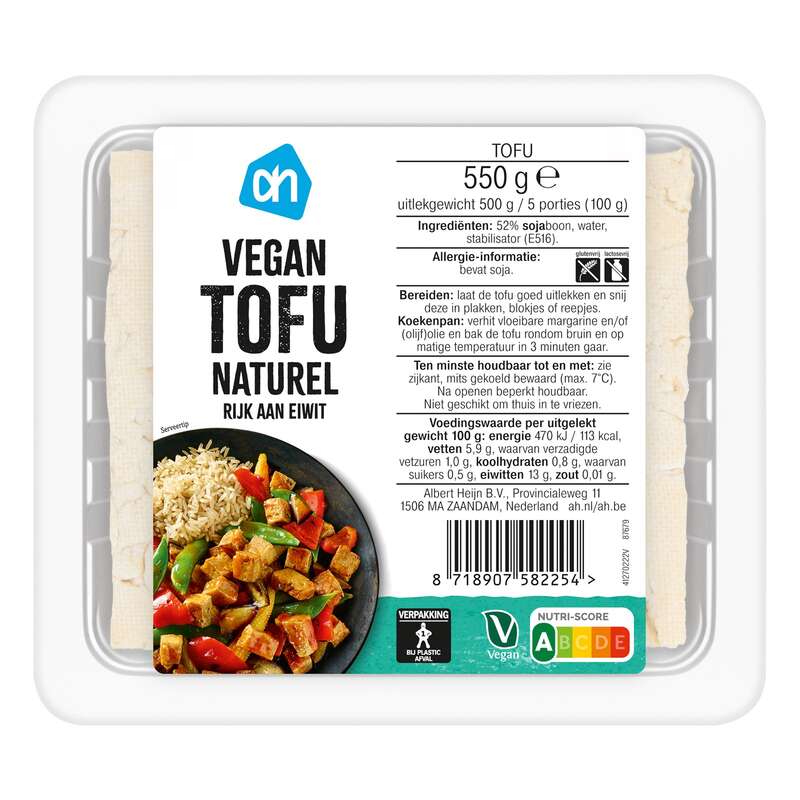 ah
VEGAN
TOFU
NATUREL
RIJK AAN EIWIT
Serveertip
TOFU
550 g ℮
uitlekgewicht 500 g / 5 porties (100 g)
Ingrediënten: 52% sojaboon, water,
stabilisator (E516).
Allergie-informatie:
bevat soja.
glutenvrij lactosevrij
Bereiden: laat de tofu goed uitlekken en snij
deze in plakken, blokjes of reepjes.
Koekenpan: verhit vloeibare margarine en/of
(olijf)olie en bak de tofu rondom bruin en op
matige temperatuur in 3 minuten gaar.
Ten minste houdbaar tot en met: zie
zijkant, mits gekoeld bewaard (max. 7°C).
Na openen beperkt houdbaar.
Niet geschikt om thuis in te vriezen.
Voedingswaarde per uitgelekt
gewicht 100 g: energie 470 kJ / 113 kcal,
vetten 5,9 g, waarvan verzadigde
vetzuren 1,0 g, koolhydraten 0,8 g, waarvan
suikers 0,5 g, eiwitten 13 g, zout 0,01 g.
Albert Heijn B.V., Provincialeweg 11
1506 MA ZAANDAM, Nederland ah.nl/ah.be
8 718907 582254 >
41270222V 87679
VERPAKKING
1
BIJ PLASTIC
AFVAL
V
Vegan
NUTRI-SCORE
A B C D E